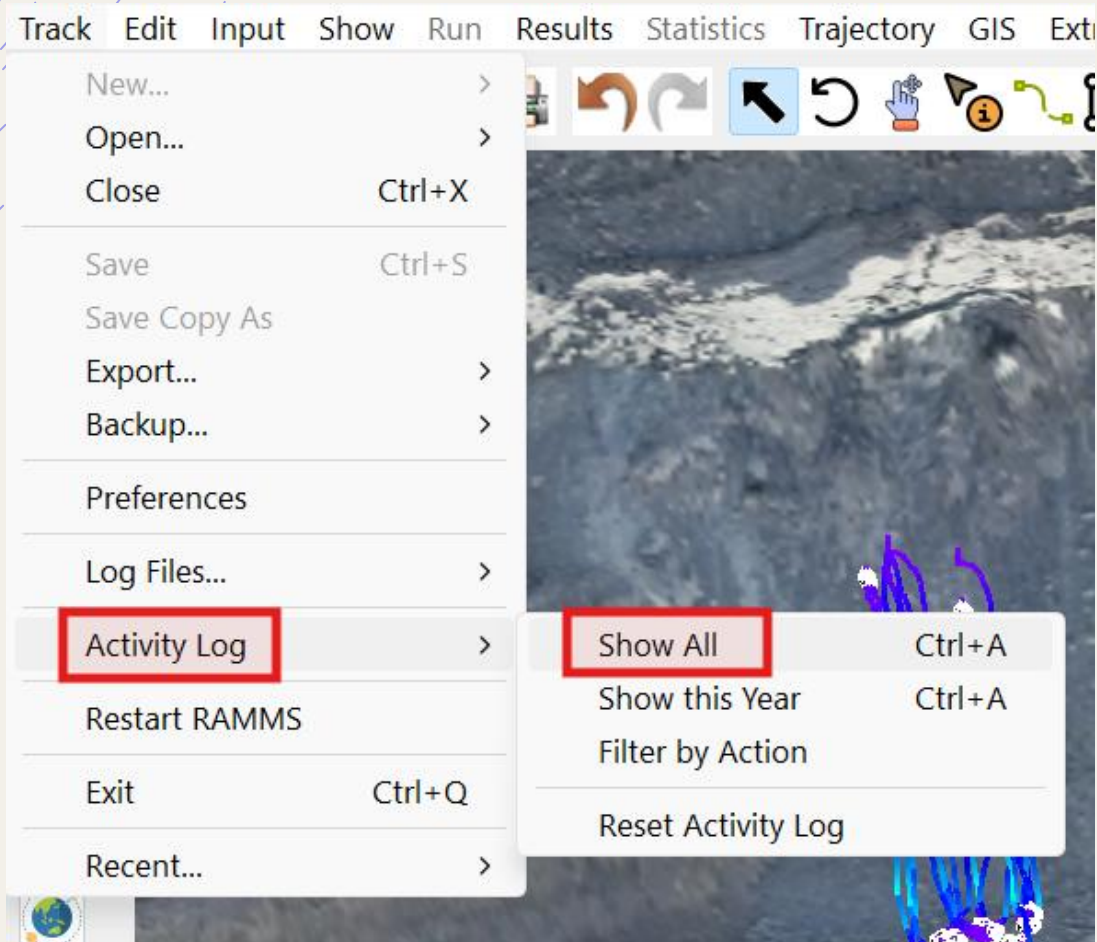 Track Edit Input Show Run Results Statistics Trajectory GIS
New...
Open...
Close Ctrl+X
Save Ctrl+S
Save Copy As
Export...
Backup...
Preferences
Log Files...
Activity Log
Show All Ctrl+A
Show this Year Ctrl+A
Filter by Action
Reset Activity Log
Restart RAMMS
Exit Ctrl+Q
Recent...